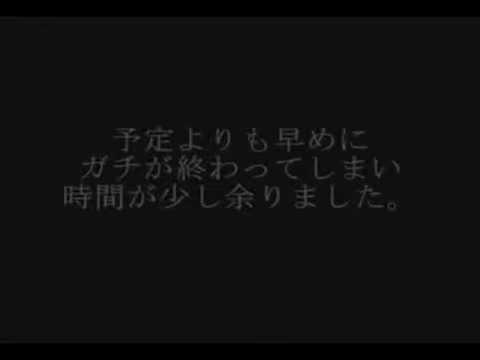 予定よりも早めに
ガチが終わってしまい
時間が少し余りました。